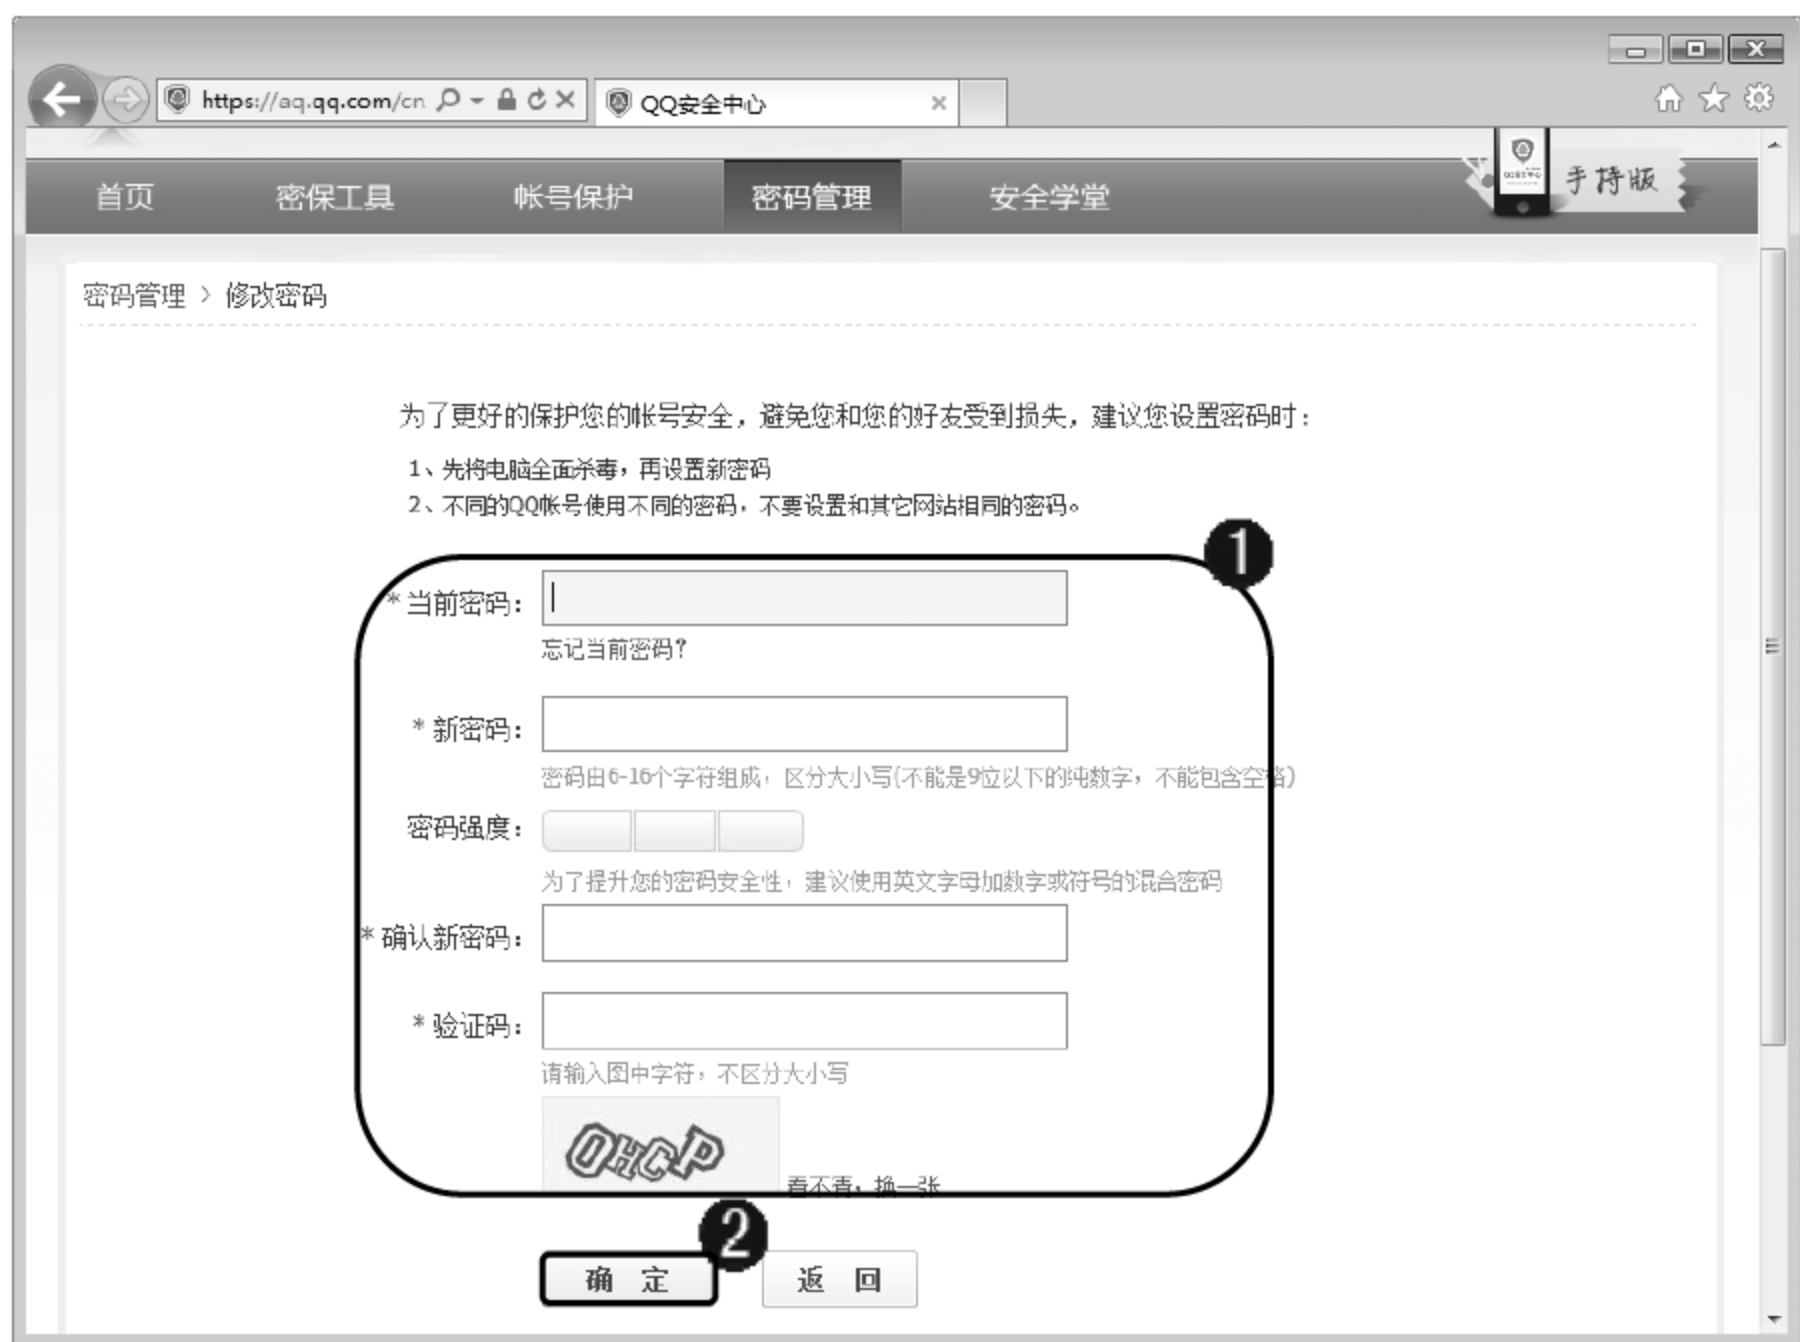 https://aq.qq.com/cn
QQ安全中心
手持版
首页 密保工具 帐号保护 密码管理 安全学堂
密码管理 > 修改密码
为了更好的保护您的帐号安全，避免您和您的好友受到损失，建议您设置密码时：
1、先将电脑全面杀毒，再设置新密码
2、不同的QQ帐号使用不同的密码，不要设置和其它网站相同的密码。
1
* 当前密码：
忘记当前密码?
* 新密码：
密码由6-16个字符组成，区分大小写(不能是9位以下的纯数字，不能包含空格)
密码强度：
为了提升您的密码安全性，建议使用英文字母加数字或符号的混合密码
* 确认新密码：
* 验证码：
请输入图中字符，不区分大小写
OHCP
看不清，换一张
2
确 定
返 回